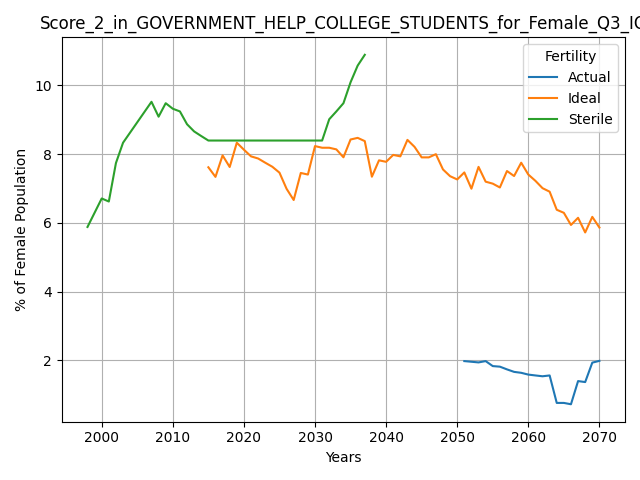 Score_2_in_GOVERNMENT_HELP_COLLEGE_STUDENTS_for_Female_Q3_IC
Fertility
Actual
Ideal
Sterile
% of Female Population
10
8
6
4
2
2000 2010 2020 2030 2040 2050 2060 2070
Years